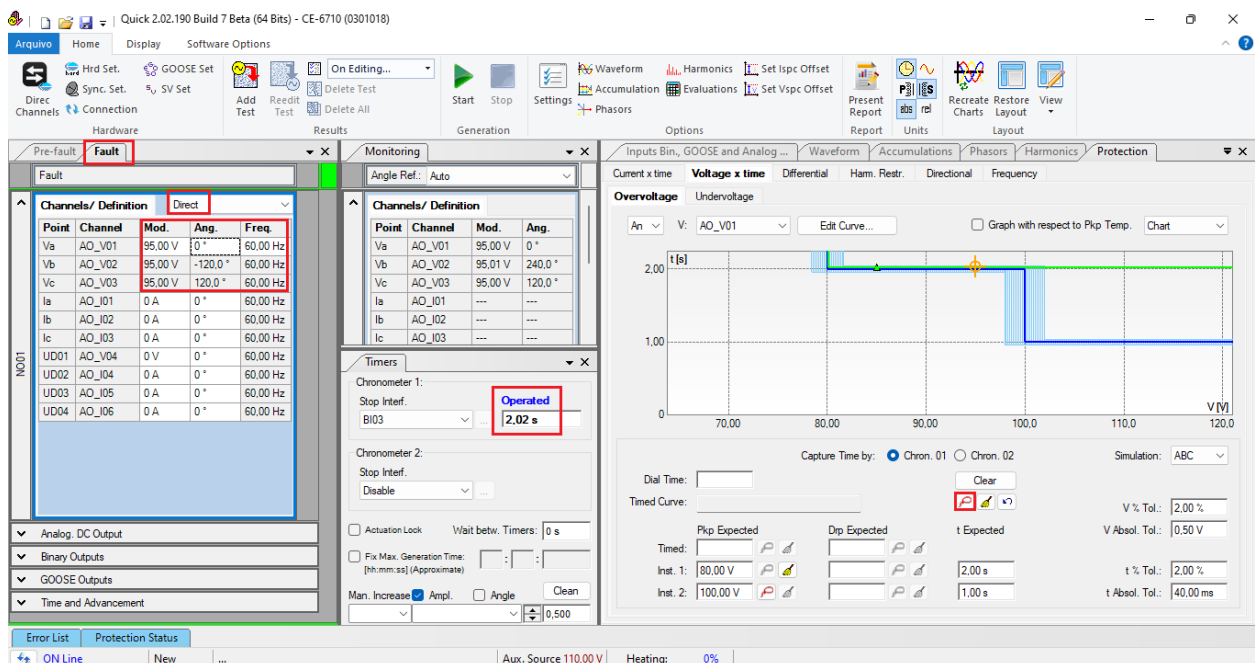 Quick 2.02.190 Build 7 Beta (64 Bits) - CE-6710 (0301018)
Arquivo Home Display Software Options
Direc Channels
Hrd Set.
Sync. Set.
Connection
GOOSE Set
SV Set
Hardware
Add Test
Reedit Test
On Editing...
Delete Test
Delete All
Results
Start Stop
Generation
Settings
Waveform Harmonics Set Ispc Offset
Accumulation Evaluations Set Vspc Offset
Phasors
Options
Present Report
Report
abs rel
Units
Recreate Charts
Restore Layout
View
Layout
Pre-fault Fault
Fault
Channels/ Definition Direct
Point Channel Mod. Ang. Freq.
Va AO_V01 95,00 V 0 ° 60,00 Hz
Vb AO_V02 95,00 V -120,0 ° 60,00 Hz
Vc AO_V03 95,00 V 120,0 ° 60,00 Hz
Ia AO_I01 0 A 0 ° 60,00 Hz
Ib AO_I02 0 A 0 ° 60,00 Hz
Ic AO_I03 0 A 0 ° 60,00 Hz
UD01 AO_V04 0 V 0 ° 60,00 Hz
UD02 AO_I04 0 A 0 ° 60,00 Hz
UD03 AO_I05 0 A 0 ° 60,00 Hz
UD04 AO_I06 0 A 0 ° 60,00 Hz
NO01
Analog. DC Output
Binary Outputs
GOOSE Outputs
Time and Advancement
Monitoring
Angle Ref.: Auto
Channels/ Definition
Point Channel Mod. Ang.
Va AO_V01 95,00 V 0 °
Vb AO_V02 95,01 V 240,0 °
Vc AO_V03 95,00 V 120,0 °
Ia AO_I01 --- ---
Ib AO_I02 --- ---
Ic AO_I03 --- ---
Timers
Chronometer 1:
Stop Interf. Operated
BI03 ... 2,02 s
Chronometer 2:
Stop Interf.
Disable ...
Actuation Lock Wait betw. Timers: 0 s
Fix Max. Generation Time:
[hh:mm:ss] (Approximate) : :
Man. Increase Ampl. Angle Clean
0,500
Inputs Bin., GOOSE and Analog ... Waveform Accumulations Phasors Harmonics Protection
Current x time Voltage x time Differential Harm. Restr. Directional Frequency
Overvoltage Undervoltage
An V: AO_V01 Edit Curve... Graph with respect to Pkp Temp. Chart
t [s]
2,00
1,00
0
V [V]
70,00 80,00 90,00 100,0 110,0 120,0
Capture Time by: Chron. 01 Chron. 02 Simulation: ABC
Dial Time: Clear
Timed Curve: V % Tol.: 2,00 %
Pkp Expected Drp Expected t Expected V Absol. Tol.: 0,50 V
Timed:
Inst. 1: 80,00 V 2,00 s t % Tol.: 2,00 %
Inst. 2: 100,00 V 1,00 s t Absol. Tol.: 40,00 ms
Error List Protection Status
ON Line New ... Aux. Source 110.00 V Heating: 0%